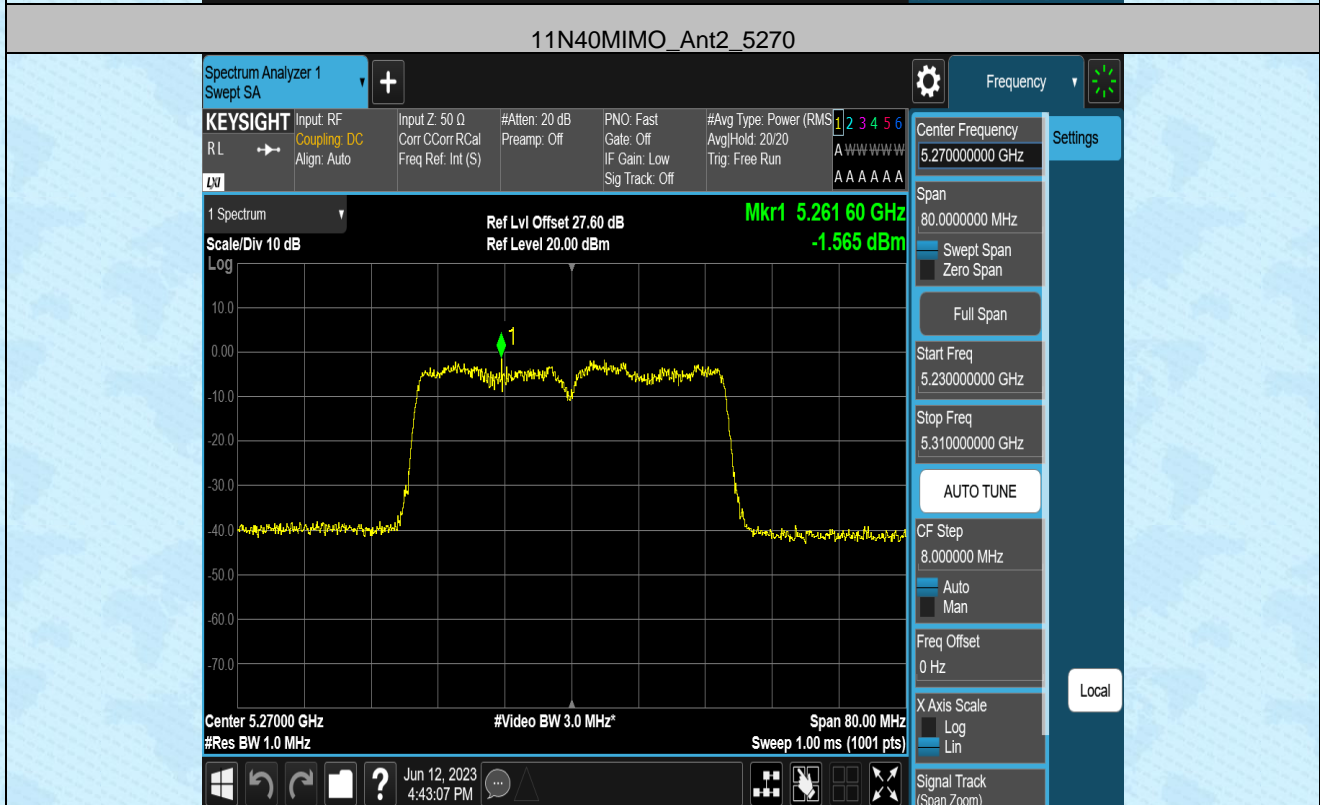 11N40MIMO_Ant2_5270
Spectrum Analyzer 1
Swept SA
Frequency
KEYSIGHT
R L
LXI
Input: RF
Coupling: DC
Align: Auto
Input Z: 50 Ω
Corr CCorr RCal
Freq Ref: Int (S)
#Atten: 20 dB
Preamp: Off
PNO: Fast
Gate: Off
IF Gain: Low
Sig Track: Off
#Avg Type: Power (RMS
Avg|Hold: 20/20
Trig: Free Run
1 2 3 4 5 6
A W W W W W
A A A A A A
1 Spectrum
Scale/Div 10 dB
Log
Ref Lvl Offset 27.60 dB
Ref Level 20.00 dBm
Mkr1 5.261 60 GHz
-1.565 dBm
10.0
0.00
-10.0
-20.0
-30.0
-40.0
-50.0
-60.0
-70.0
1
Center 5.27000 GHz
#Res BW 1.0 MHz
#Video BW 3.0 MHz*
Span 80.00 MHz
Sweep 1.00 ms (1001 pts)
Center Frequency
5.270000000 GHz
Settings
Span
80.0000000 MHz
Swept Span
Zero Span
Full Span
Start Freq
5.230000000 GHz
Stop Freq
5.310000000 GHz
AUTO TUNE
CF Step
8.000000 MHz
Auto
Man
Freq Offset
0 Hz
X Axis Scale
Log
Lin
Local
Signal Track
(Span Zoom)
?
Jun 12, 2023
4:43:07 PM